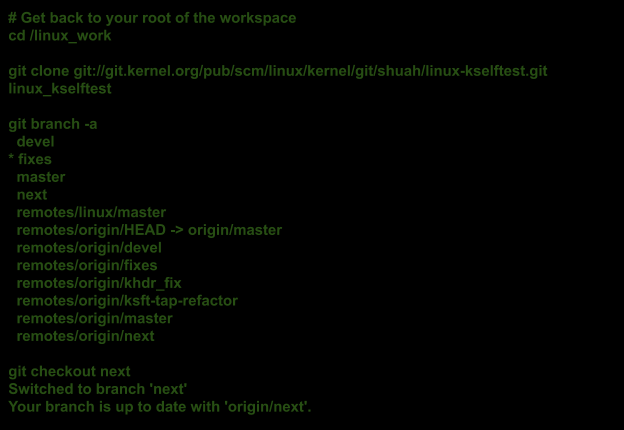 # Get back to your root of the workspace
cd /linux_work

git clone git://git.kernel.org/pub/scm/linux/kernel/git/shuah/linux-kselftest.git
linux_kselftest

git branch -a
  devel
* fixes
  master
  next
  remotes/linux/master
  remotes/origin/HEAD -> origin/master
  remotes/origin/devel
  remotes/origin/fixes
  remotes/origin/khdr_fix
  remotes/origin/ksft-tap-refactor
  remotes/origin/master
  remotes/origin/next

git checkout next
Switched to branch 'next'
Your branch is up to date with 'origin/next'.